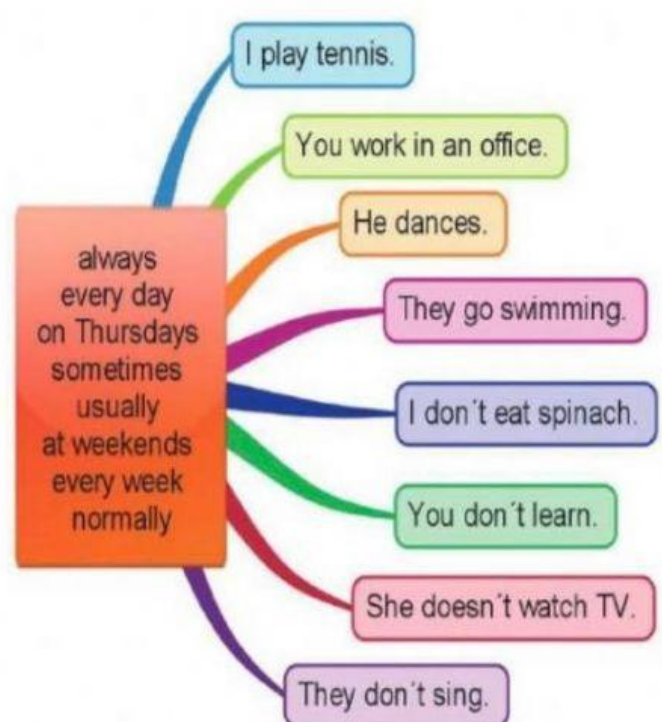 I play tennis.
You work in an office.
He dances.
always
every day
on Thursdays
sometimes
usually
at weekends
every week
normally
They go swimming.
I don´t eat spinach.
You don´t learn.
She doesn´t watch TV.
They don´t sing.